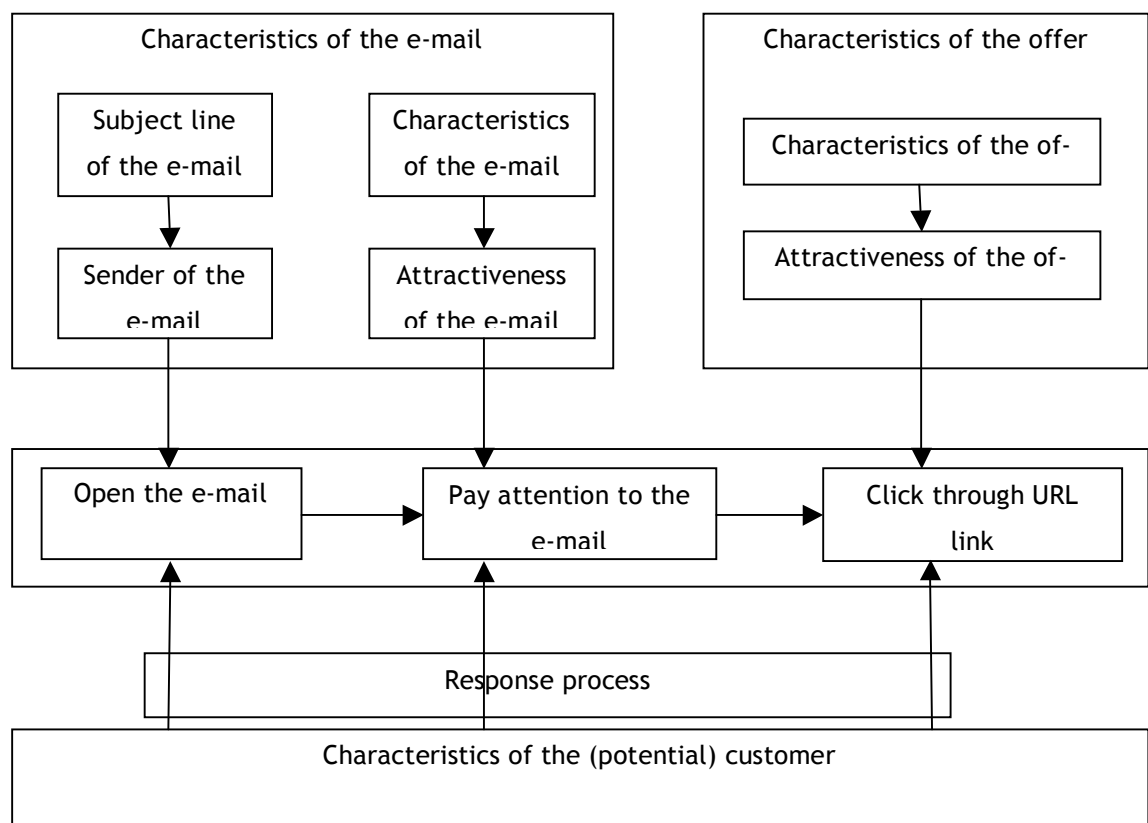 Characteristics of the e-mail
Subject line
of the e-mail
Characteristics
of the e-mail
Sender of the
e-mail
Attractiveness
of the e-mail
Characteristics of the offer
Characteristics of the of-
Attractiveness of the of-
Open the e-mail
Pay attention to the
e-mail
Click through URL
link
Response process
Characteristics of the (potential) customer